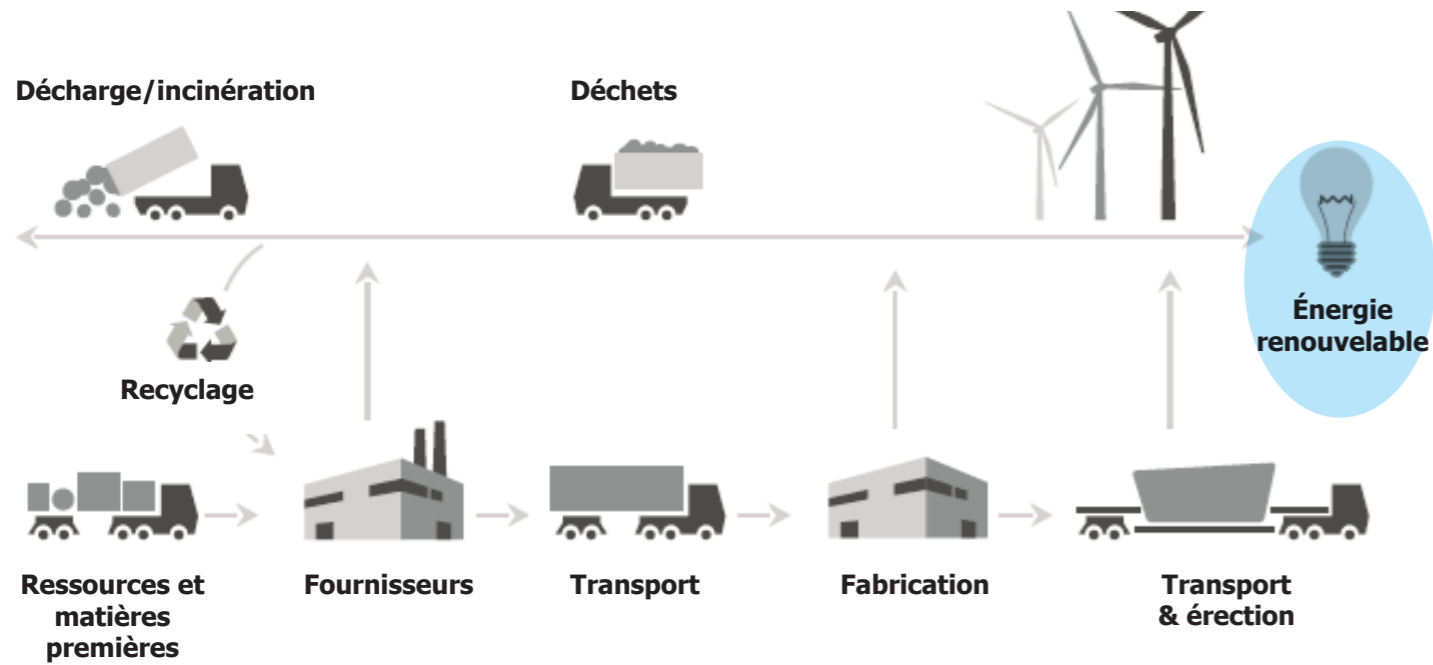 Décharge/incinération
Déchets
Énergie
renouvelable
Recyclage
Ressources et
matières
premières
Fournisseurs
Transport
Fabrication
Transport
& érection